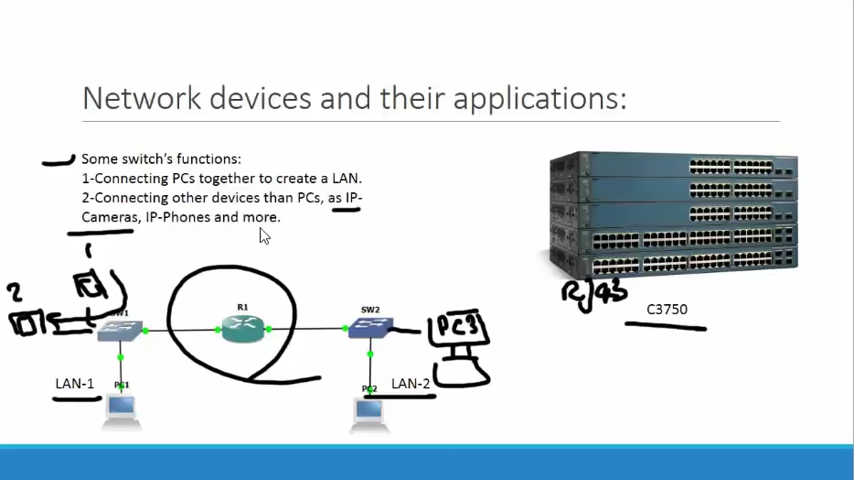 Network devices and their applications:
Some switch's functions:
1-Connecting PCs together to create a LAN.
2-Connecting other devices than PCs, as IP-
Cameras, IP-Phones and more.
1
2
SW1
R1
SW2
PC3
RJ45
C3750
LAN-1
PC1
PC2
LAN-2